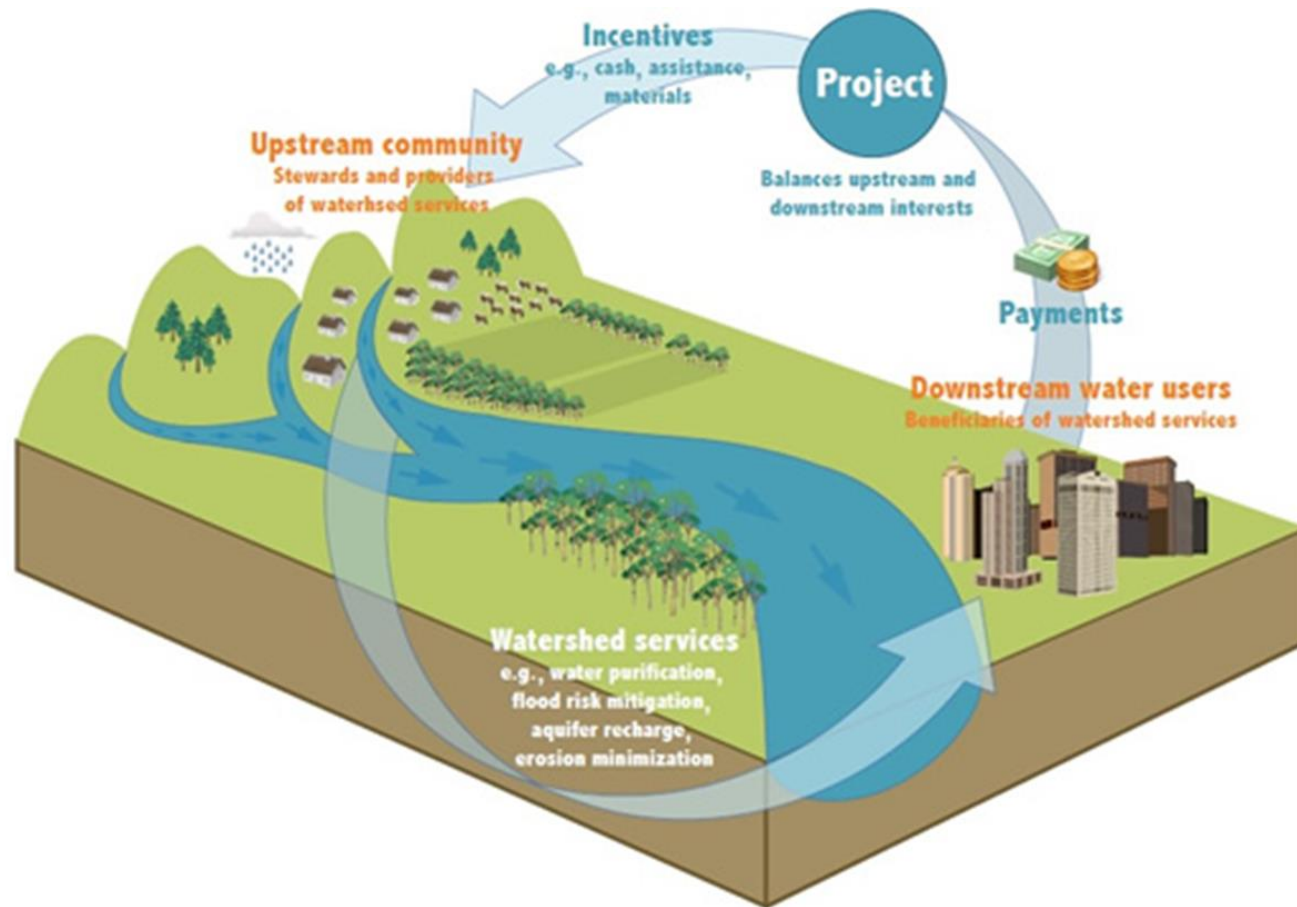 Incentives
e.g., cash, assistance,
materials
Project
Balances upstream and
downstream interests
Upstream community
Stewards and providers
of waterhsed services
Payments
Downstream water users
Beneficiaries of watershed services
Watershed services
e.g., water purification,
flood risk mitigation,
aquifer recharge,
erosion minimization